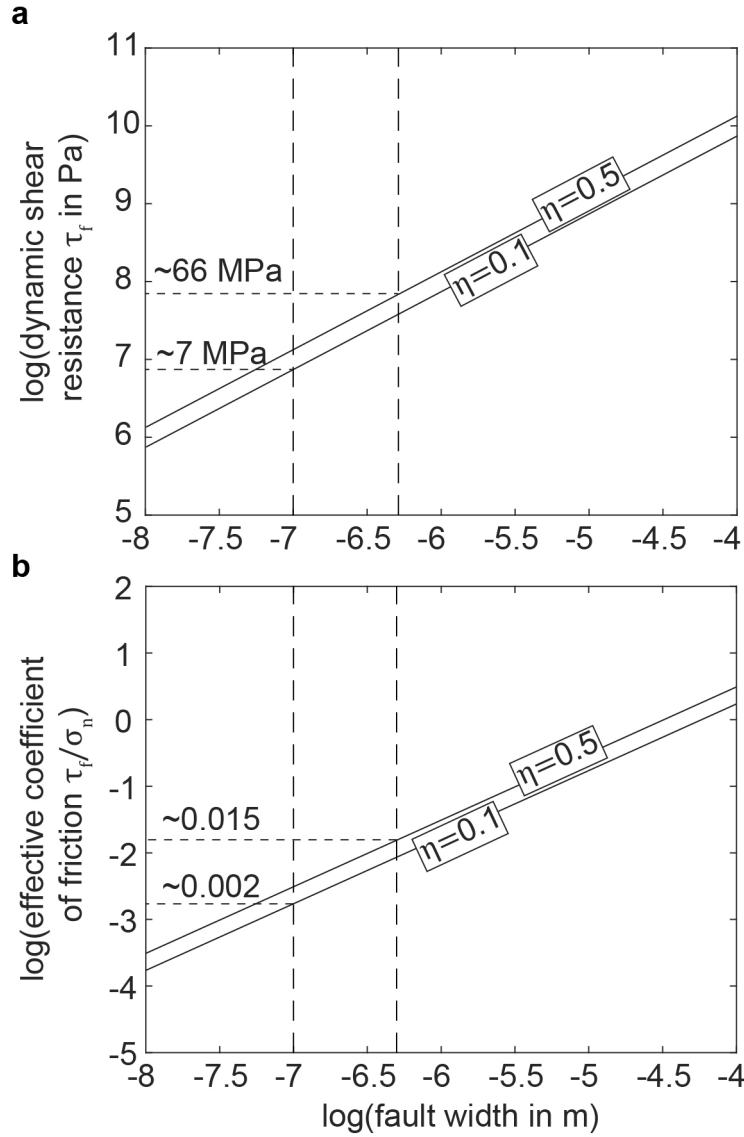 a
log(dynamic shear
resistance τf in Pa)
11
10
9
8
7
6
5
η=0.5
η=0.1
~66 MPa
~7 MPa
-8 -7.5 -7 -6.5 -6 -5.5 -5 -4.5 -4
b
log(effective coefficient
of friction τf/σn)
2
1
0
-1
-2
-3
-4
-5
η=0.5
η=0.1
~0.015
~0.002
-8 -7.5 -7 -6.5 -6 -5.5 -5 -4.5 -4
log(fault width in m)